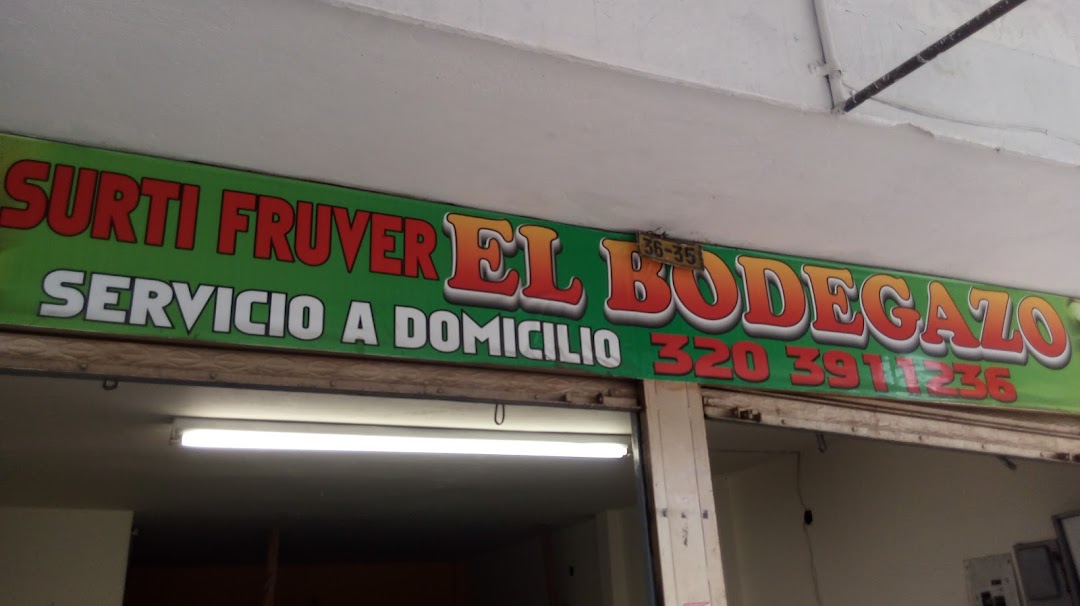 SURTI FRUVER EL BODEGAZO
36-35
SERVICIO A DOMICILIO 320 3911236